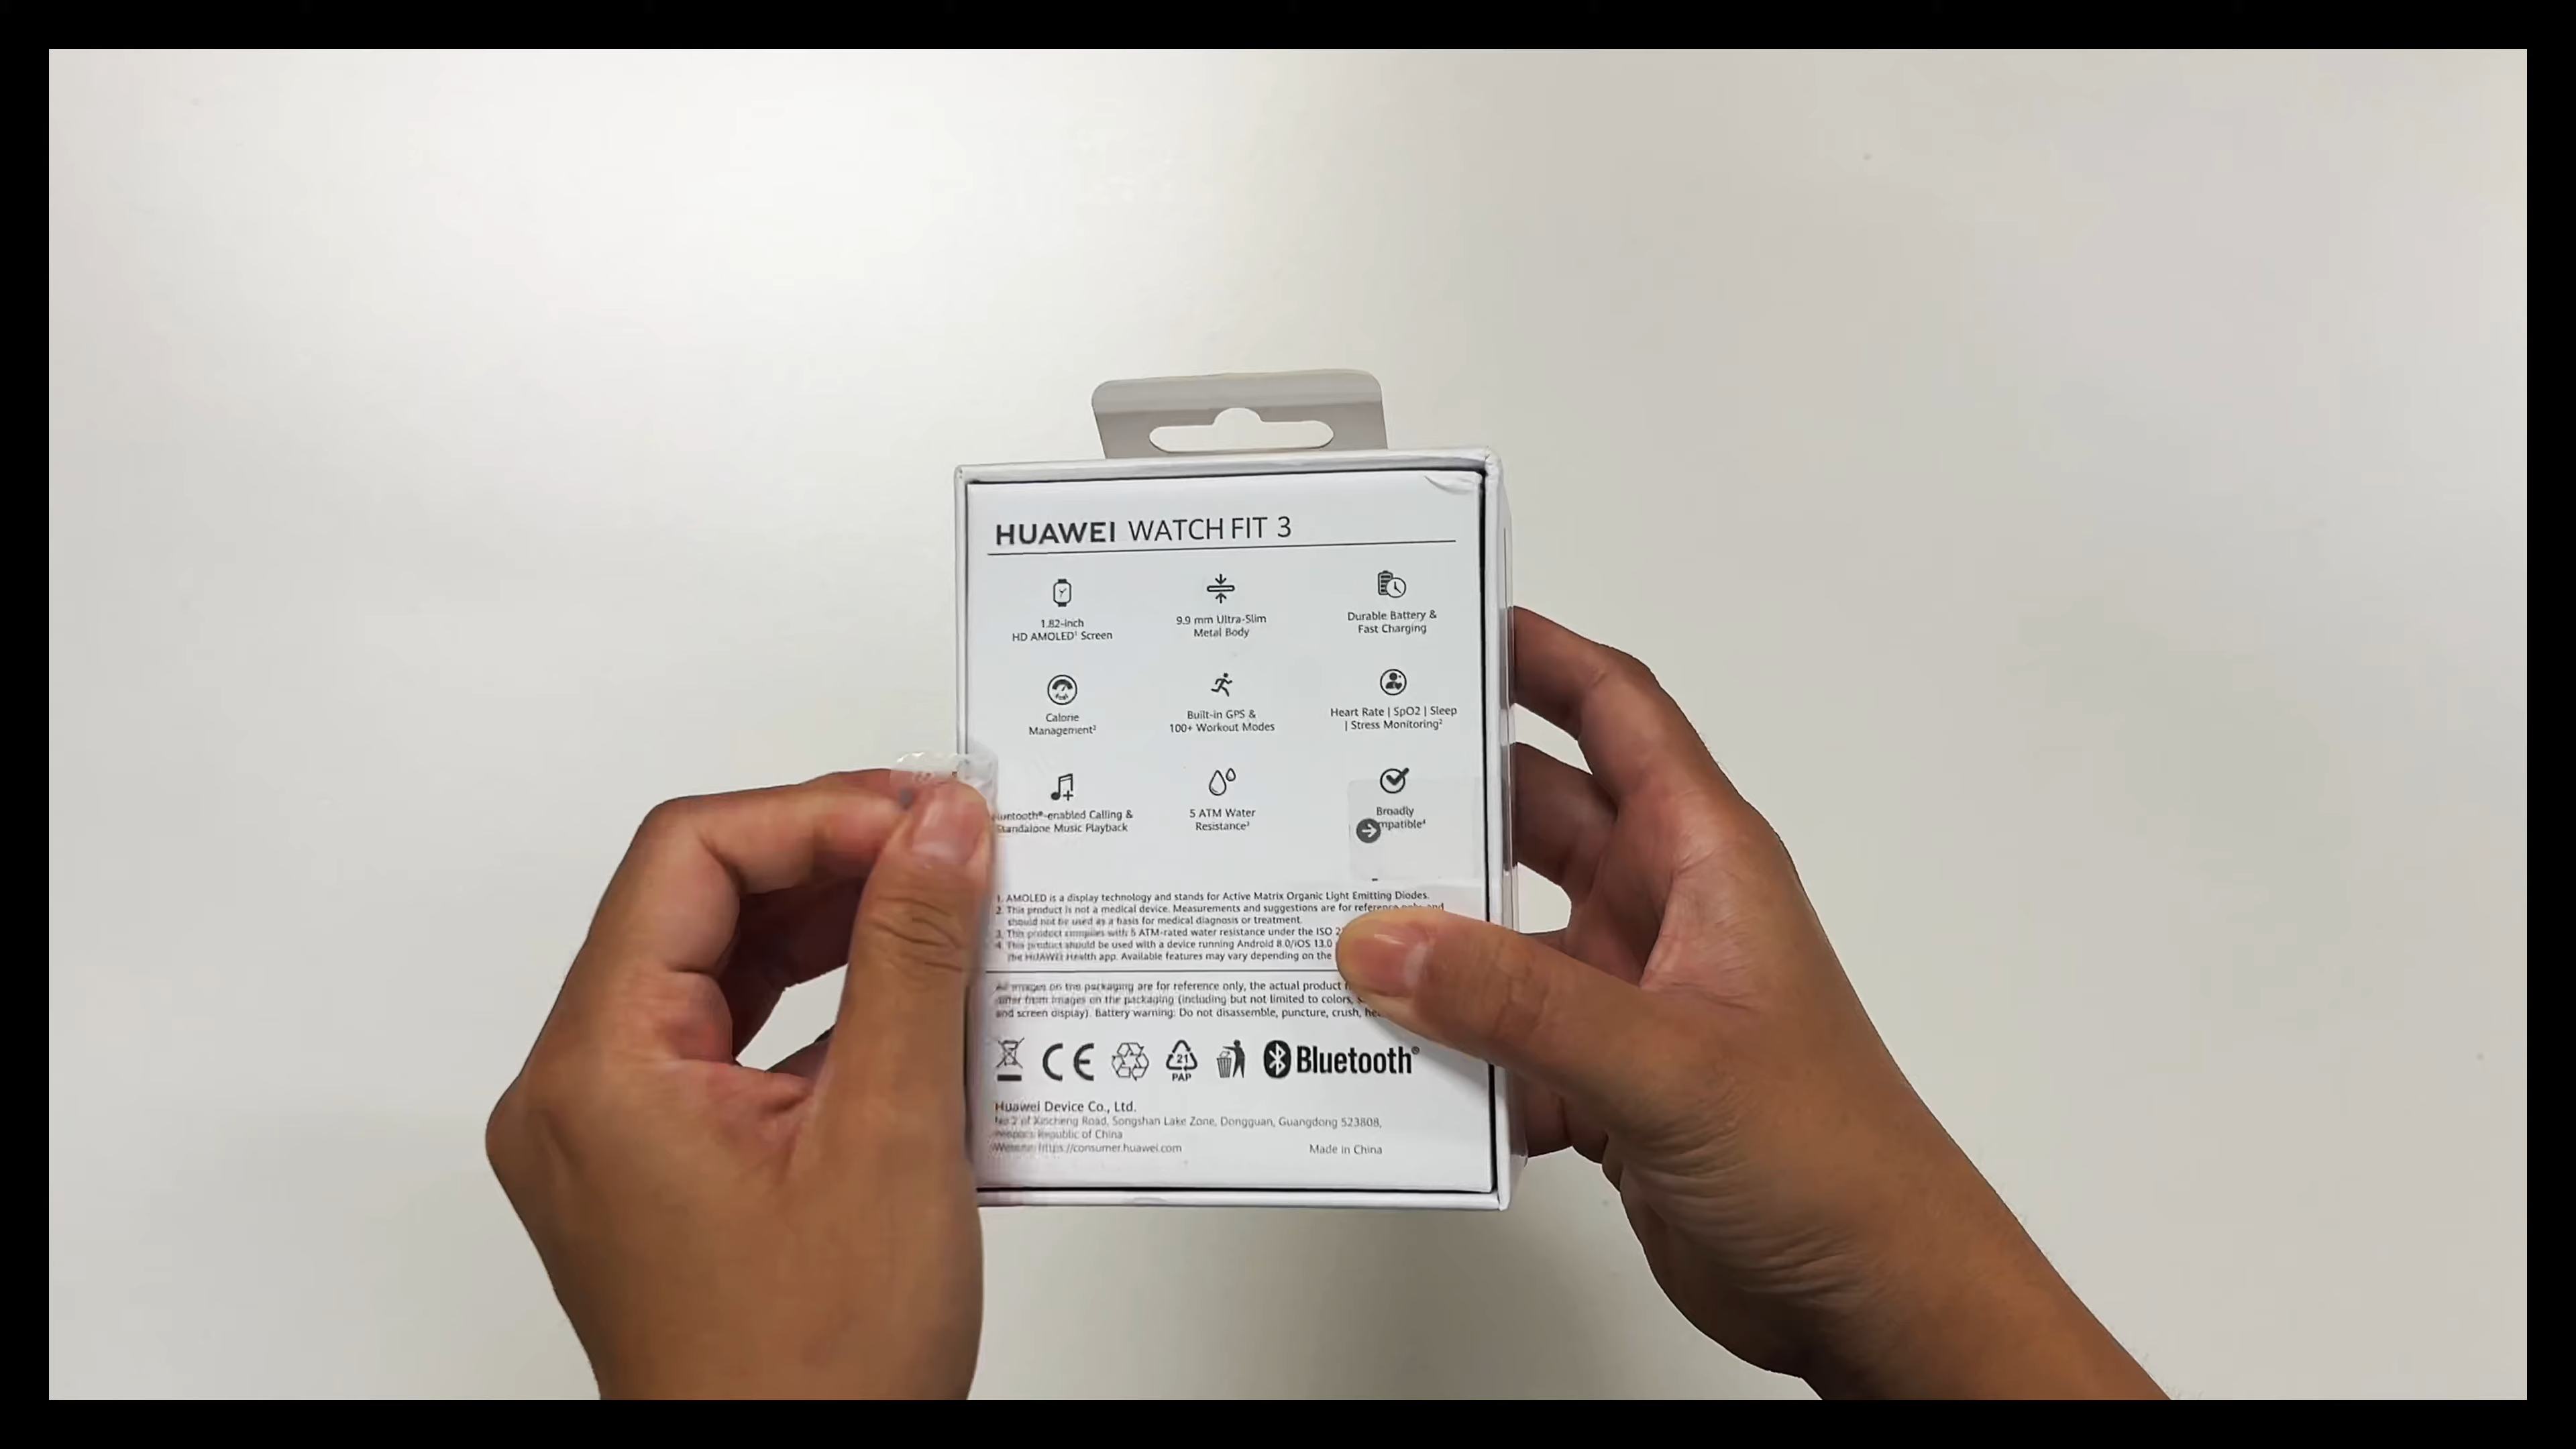 HUAWEI WATCH FIT 3
1.82-inch
HD AMOLED¹ Screen
9.9 mm Ultra-Slim
Metal Body
Durable Battery &
Fast Charging
Calorie
Management²
Built-in GPS &
100+ Workout Modes
Heart Rate | SpO2 | Sleep
| Stress Monitoring²
-enabled Calling &
Standalone Music Playback
5 ATM Water
Resistance³
Broadly
1. AMOLED is a display technology and stands for Active Matrix Organic Light Emitting Diodes.
2. This product is not a medical device. Measurements and suggestions are for reference only and
should not be used as a basis for medical diagnosis or treatment.
3. This product complies with 5 ATM-rated water resistance under the ISO
4. This product should be used with a device running Android 8.0/iOS 13.0
the HUAWEI Health app. Available features may vary depending on the
All images on the packaging are for reference only, the actual product
differ from images on the packaging (including but not limited to colors,
and screen display). Battery warning: Do not disassemble, puncture, crush,
CE
21
PAP
Bluetooth®
Huawei Device Co., Ltd.
No.2 of Xincheng Road, Songshan Lake Zone, Dongguan, Guangdong 523808,
People's Republic of China
Website: https://consumer.huawei.com
Made in China